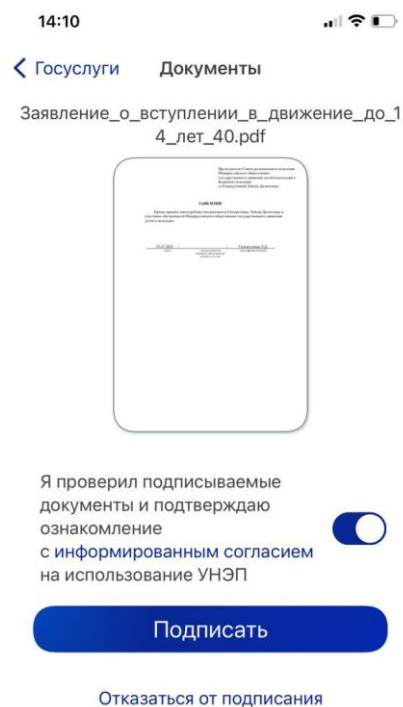 14:10
Госуслуги Документы
Заявление_о_вступлении_в_движение_до_1
4_лет_40.pdf
ЗАЯВЛЕНИЕ
Я проверил подписываемые
документы и подтверждаю
ознакомление
с информированным согласием
на использование УНЭП
Подписать
Отказаться от подписания